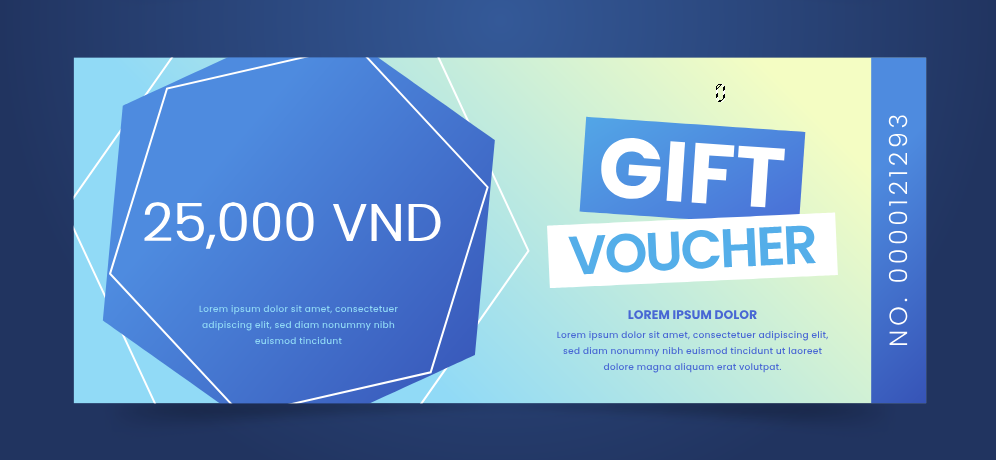 25,000 VND
Lorem ipsum dolor sit amet, consectetuer
adipiscing elit, sed diam nonummy nibh
euismod tincidunt
GIFT
VOUCHER
LOREM IPSUM DOLOR
Lorem ipsum dolor sit amet, consectetuer adipiscing elit,
sed diam nonummy nibh euismod tincidunt ut laoreet
dolore magna aliquam erat volutpat.
NO. 0000121293